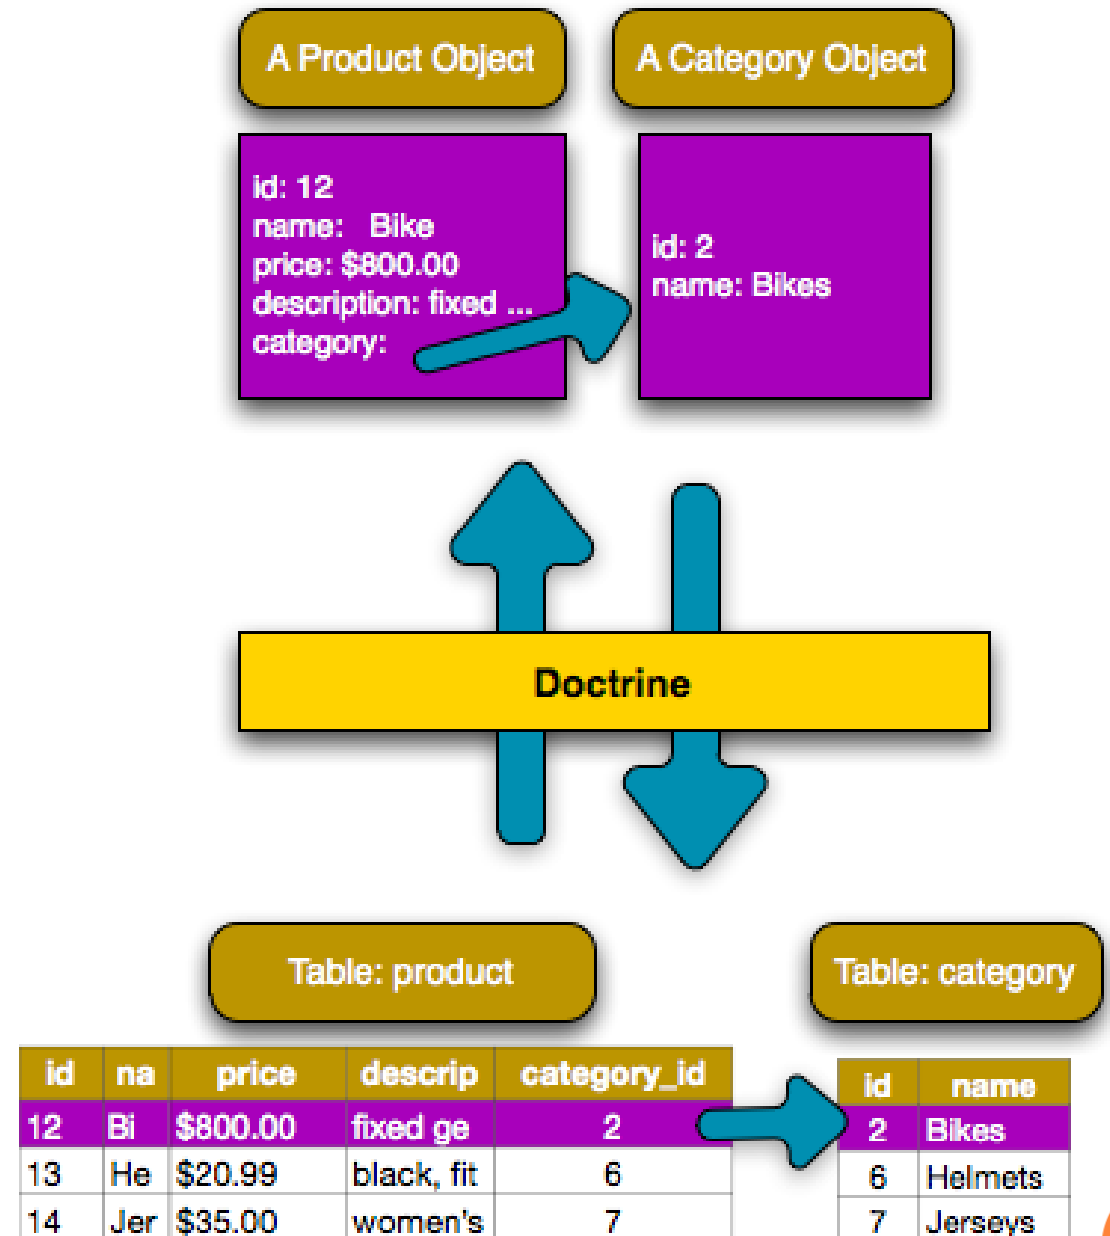 A Product Object
A Category Object
id: 12
name: Bike
price: $800.00
description: fixed ...
category:
id: 2
name: Bikes
Doctrine
Table: product
Table: category
id na price descrip category_id
12 Bi $800.00 fixed ge 2
13 He $20.99 black, fit 6
14 Jer $35.00 women's 7
id name
2 Bikes
6 Helmets
7 Jerseys